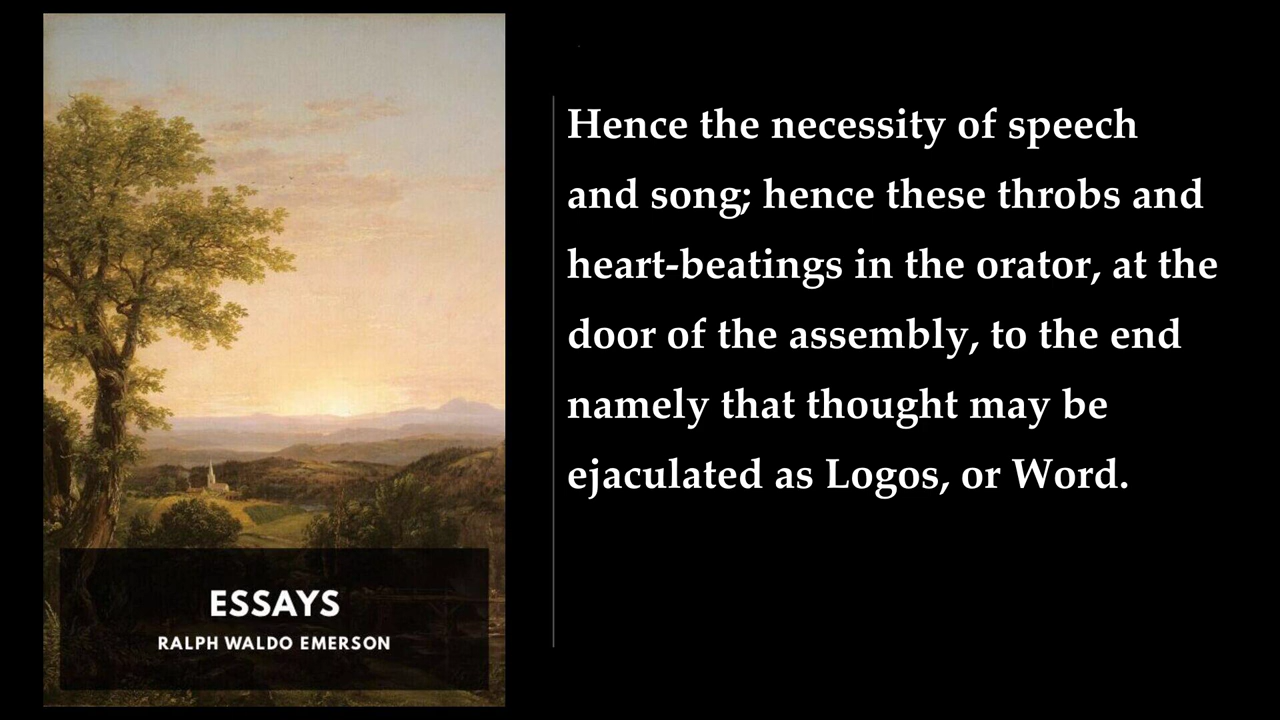 ESSAYS
RALPH WALDO EMERSON
Hence the necessity of speech
and song; hence these throbs and
heart-beatings in the orator, at the
door of the assembly, to the end
namely that thought may be
ejaculated as Logos, or Word.